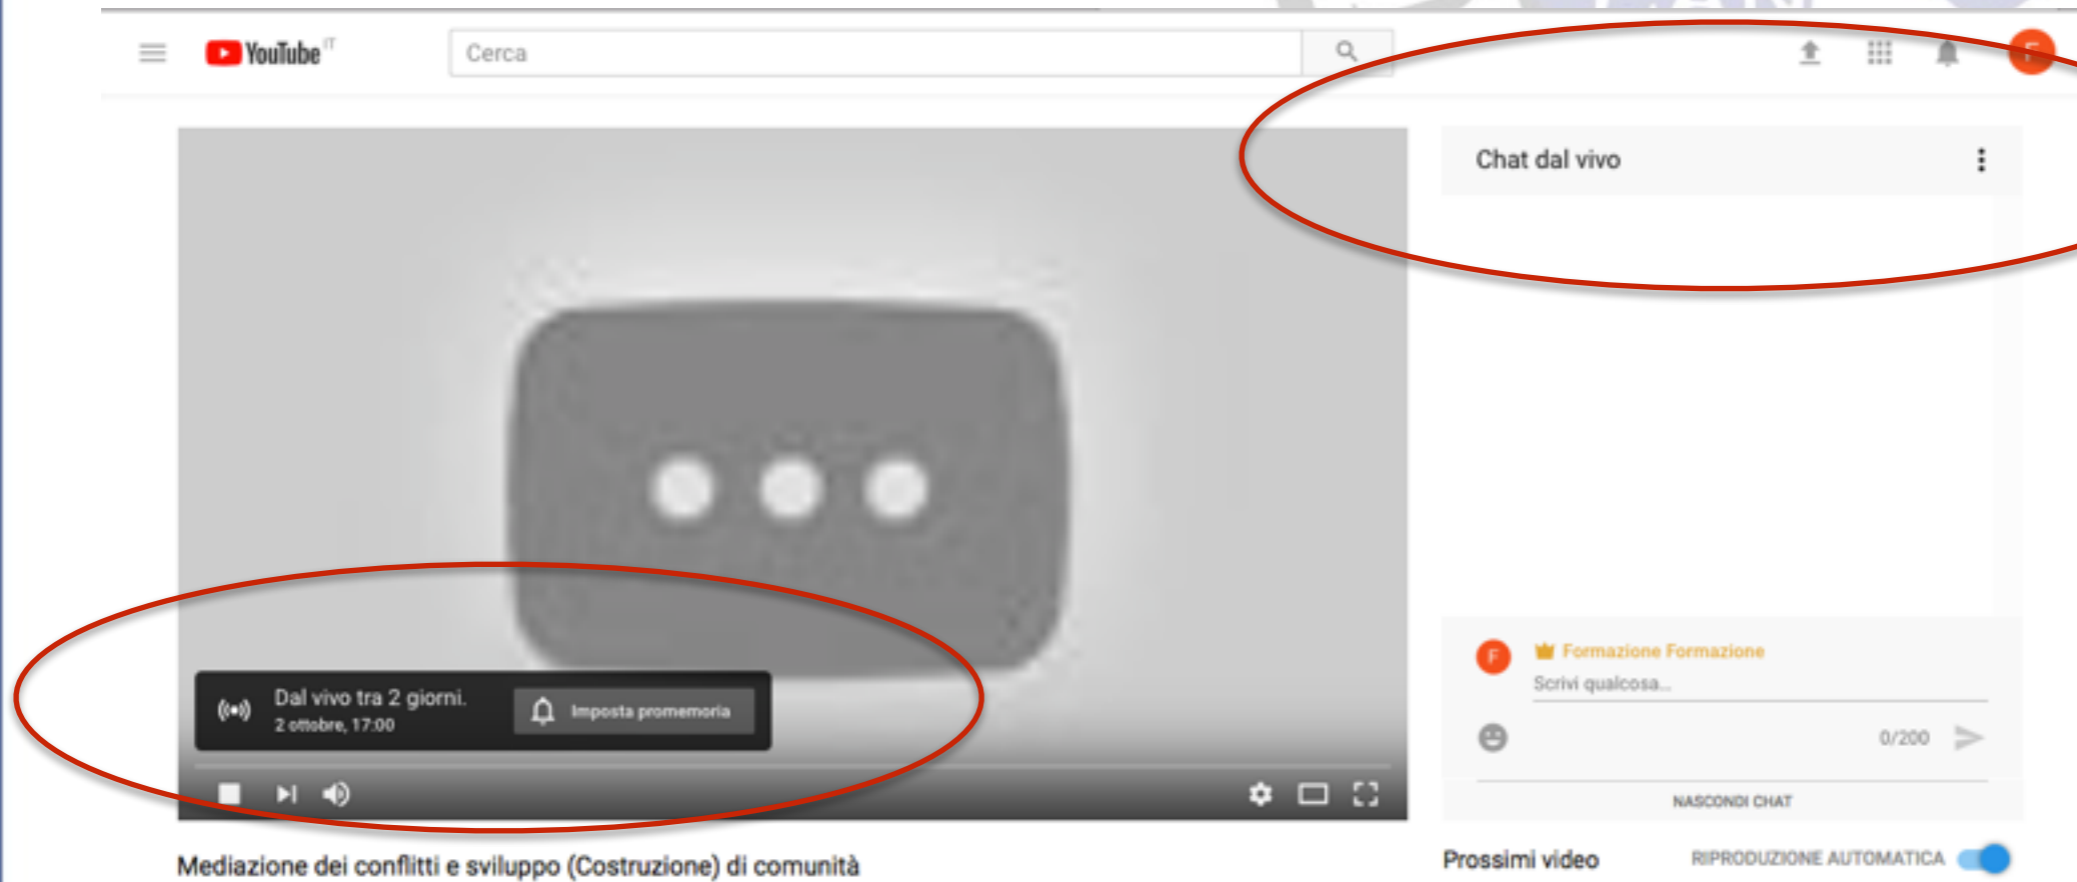 YouTube IT
Cerca
F
Chat dal vivo
F
Formazione Formazione
Scrivi qualcosa...
Dal vivo tra 2 giorni.
2 ottobre, 17:00
Imposta promemoria
0/200
NASCONDI CHAT
Mediazione dei conflitti e sviluppo (Costruzione) di comunità
Prossimi video
RIPRODUZIONE AUTOMATICA